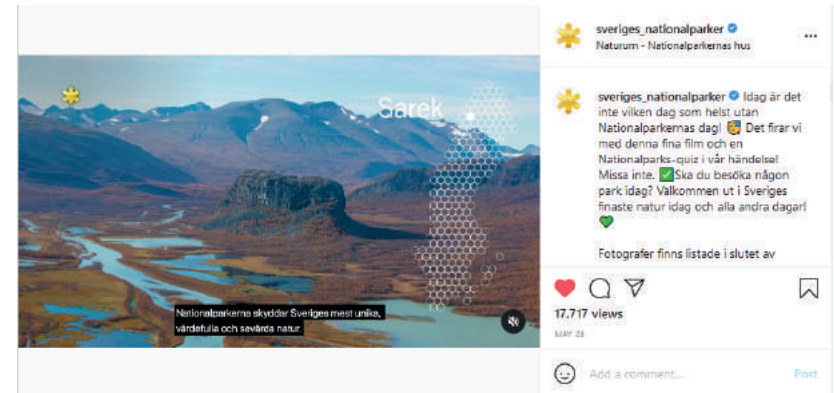 sveriges_nationalparker
Naturum - Nationalparkernas hus
Sarek
Nationalparkerna skyddar Sveriges mest unika,
värdefulla och sevärda natur.
sveriges_nationalparker Idag är det
inte vilken dag som helst utan
Nationalparkernas dag! 🥳 Det firar vi
med denna fina film och en
Nationalparks-quiz i vår händelse!
Missa inte. ✅Ska du besöka någon
park idag? Välkommen ut i Sveriges
finaste natur idag och alla andra dagar!
💚
Fotografer finns listade i slutet av
17.717 views
MAY 24
Add a comment...
Post